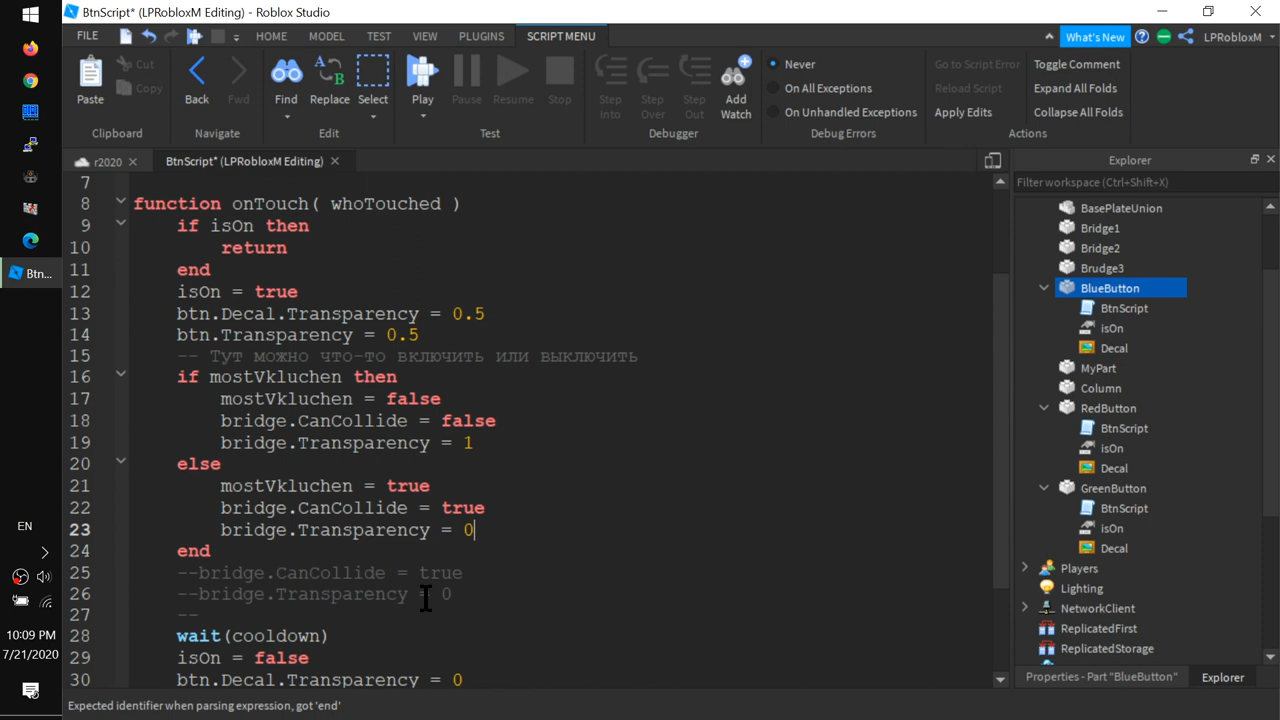 BtnScript* (LPRobloxM Editing) - Roblox Studio
FILE HOME MODEL TEST VIEW PLUGINS SCRIPT MENU What's New LPRobloxM
Paste Cut Copy Back Fwd Find Replace Select Play Pause Resume Stop Step Into Step Over Step Out Add Watch Never On All Exceptions On Unhandled Exceptions Go to Script Error Reload Script Apply Edits Toggle Comment Expand All Folds Collapse All Folds
Clipboard Navigate Edit Test Debugger Debug Errors Actions
r2020 BtnScript* (LPRobloxM Editing)
7
8 function onTouch( whoTouched )
9 if isOn then
10 return
11 end
12 isOn = true
13 btn.Decal.Transparency = 0.5
14 btn.Transparency = 0.5
15 -- Тут можно что-то включить или выключить
16 if mostVkluchen then
17 mostVkluchen = false
18 bridge.CanCollide = false
19 bridge.Transparency = 1
20 else
21 mostVkluchen = true
22 bridge.CanCollide = true
23 bridge.Transparency = 0
24 end
25 --bridge.CanCollide = true
26 --bridge.Transparency = 0
27 --
28 wait(cooldown)
29 isOn = false
30 btn.Decal.Transparency = 0
Expected identifier when parsing expression, got 'end'
Explorer
Filter workspace (Ctrl+Shift+X)
BasePlateUnion
Bridge1
Bridge2
Brudge3
BlueButton
BtnScript
isOn
Decal
MyPart
Column
RedButton
BtnScript
isOn
Decal
GreenButton
BtnScript
isOn
Decal
Players
Lighting
NetworkClient
ReplicatedFirst
ReplicatedStorage
Properties - Part "BlueButton" Explorer
Btn...
EN
10:09 PM
7/21/2020